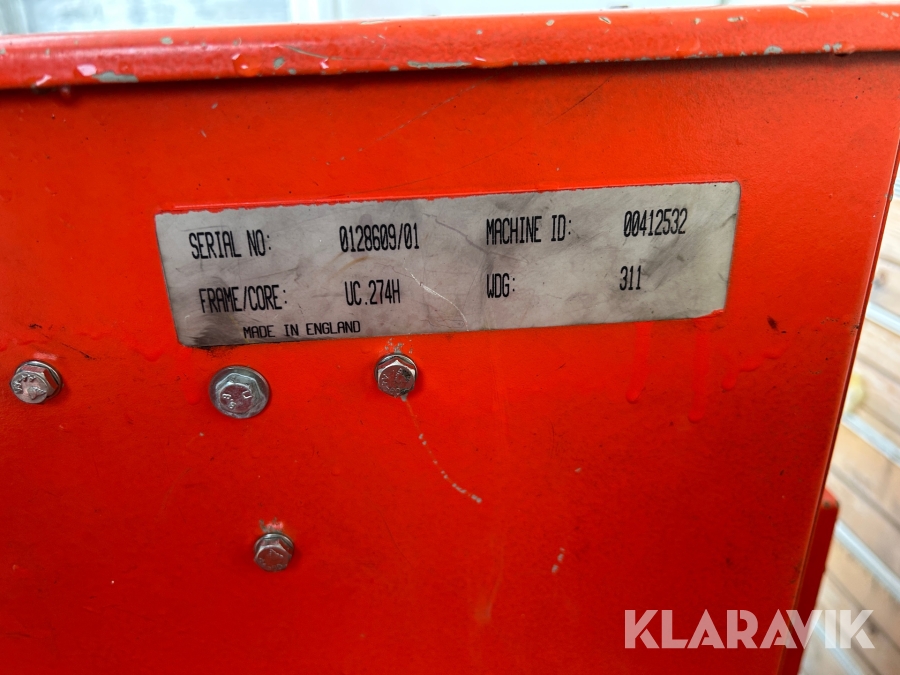 SERIAL NO: 0128609/01 MACHINE ID: 00412532
FRAME/CORE: UC.274H WDG: 311
MADE IN ENGLAND
KLARAVIK